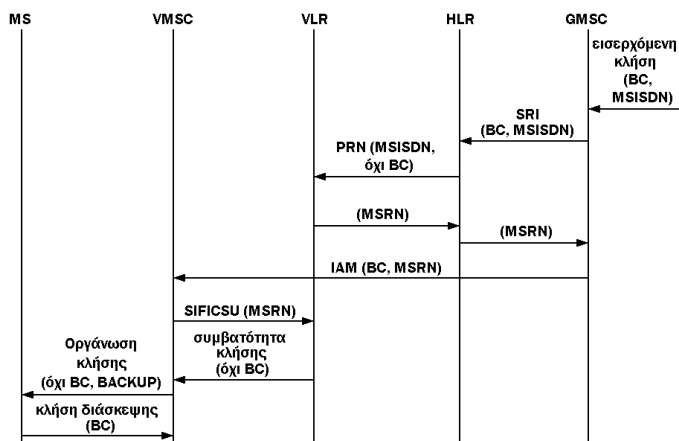 MS VMSC VLR HLR GMSC
εισερχόμενη
κλήση
(BC,
MSISDN)
SRI
(BC, MSISDN)
PRN (MSISDN,
όχι BC)
(MSRN)
(MSRN)
IAM (BC, MSRN)
SIFICSU (MSRN)
συμβατότητα
κλήσης
(όχι BC)
Οργάνωση
κλήσης
(όχι BC, BACKUP)
κλήση διάσκεψης
(BC)